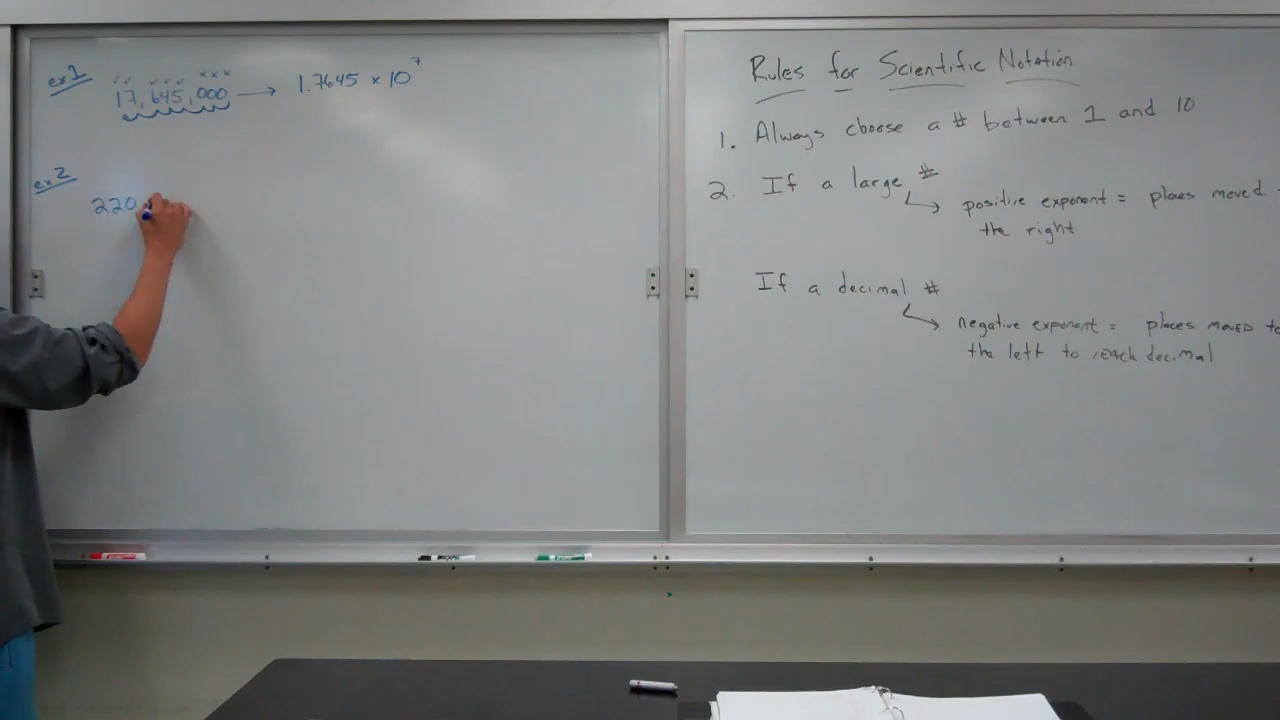 ex1
17,645,000 → 1.7645 × 10⁷
ex2
220
Rules for Scientific Notation
1. Always choose a # between 1 and 10
2. If a large #
positive exponent = places moved
the right
If a decimal #
negative exponent = places moved to
the left to reach decimal